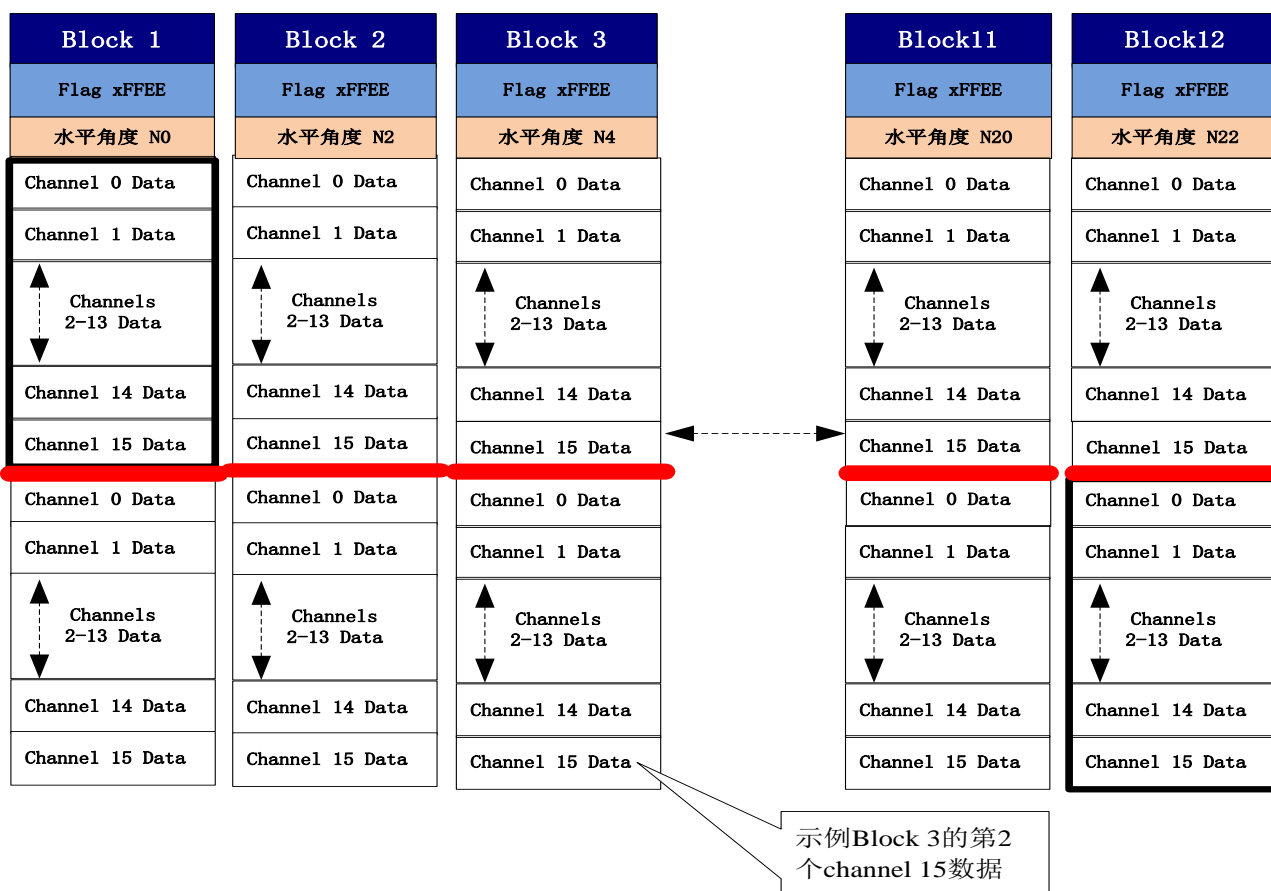 Block 1
Flag xFFEE
水平角度 N0
Channel 0 Data
Channel 1 Data
Channels
2-13 Data
Channel 14 Data
Channel 15 Data
Channel 0 Data
Channel 1 Data
Channels
2-13 Data
Channel 14 Data
Channel 15 Data
Block 2
Flag xFFEE
水平角度 N2
Channel 0 Data
Channel 1 Data
Channels
2-13 Data
Channel 14 Data
Channel 15 Data
Channel 0 Data
Channel 1 Data
Channels
2-13 Data
Channel 14 Data
Channel 15 Data
Block 3
Flag xFFEE
水平角度 N4
Channel 0 Data
Channel 1 Data
Channels
2-13 Data
Channel 14 Data
Channel 15 Data
Channel 0 Data
Channel 1 Data
Channels
2-13 Data
Channel 14 Data
Channel 15 Data
Block11
Flag xFFEE
水平角度 N20
Channel 0 Data
Channel 1 Data
Channels
2-13 Data
Channel 14 Data
Channel 15 Data
Channel 0 Data
Channel 1 Data
Channels
2-13 Data
Channel 14 Data
Channel 15 Data
Block12
Flag xFFEE
水平角度 N22
Channel 0 Data
Channel 1 Data
Channels
2-13 Data
Channel 14 Data
Channel 15 Data
Channel 0 Data
Channel 1 Data
Channels
2-13 Data
Channel 14 Data
Channel 15 Data
示例Block 3的第2
个channel 15数据